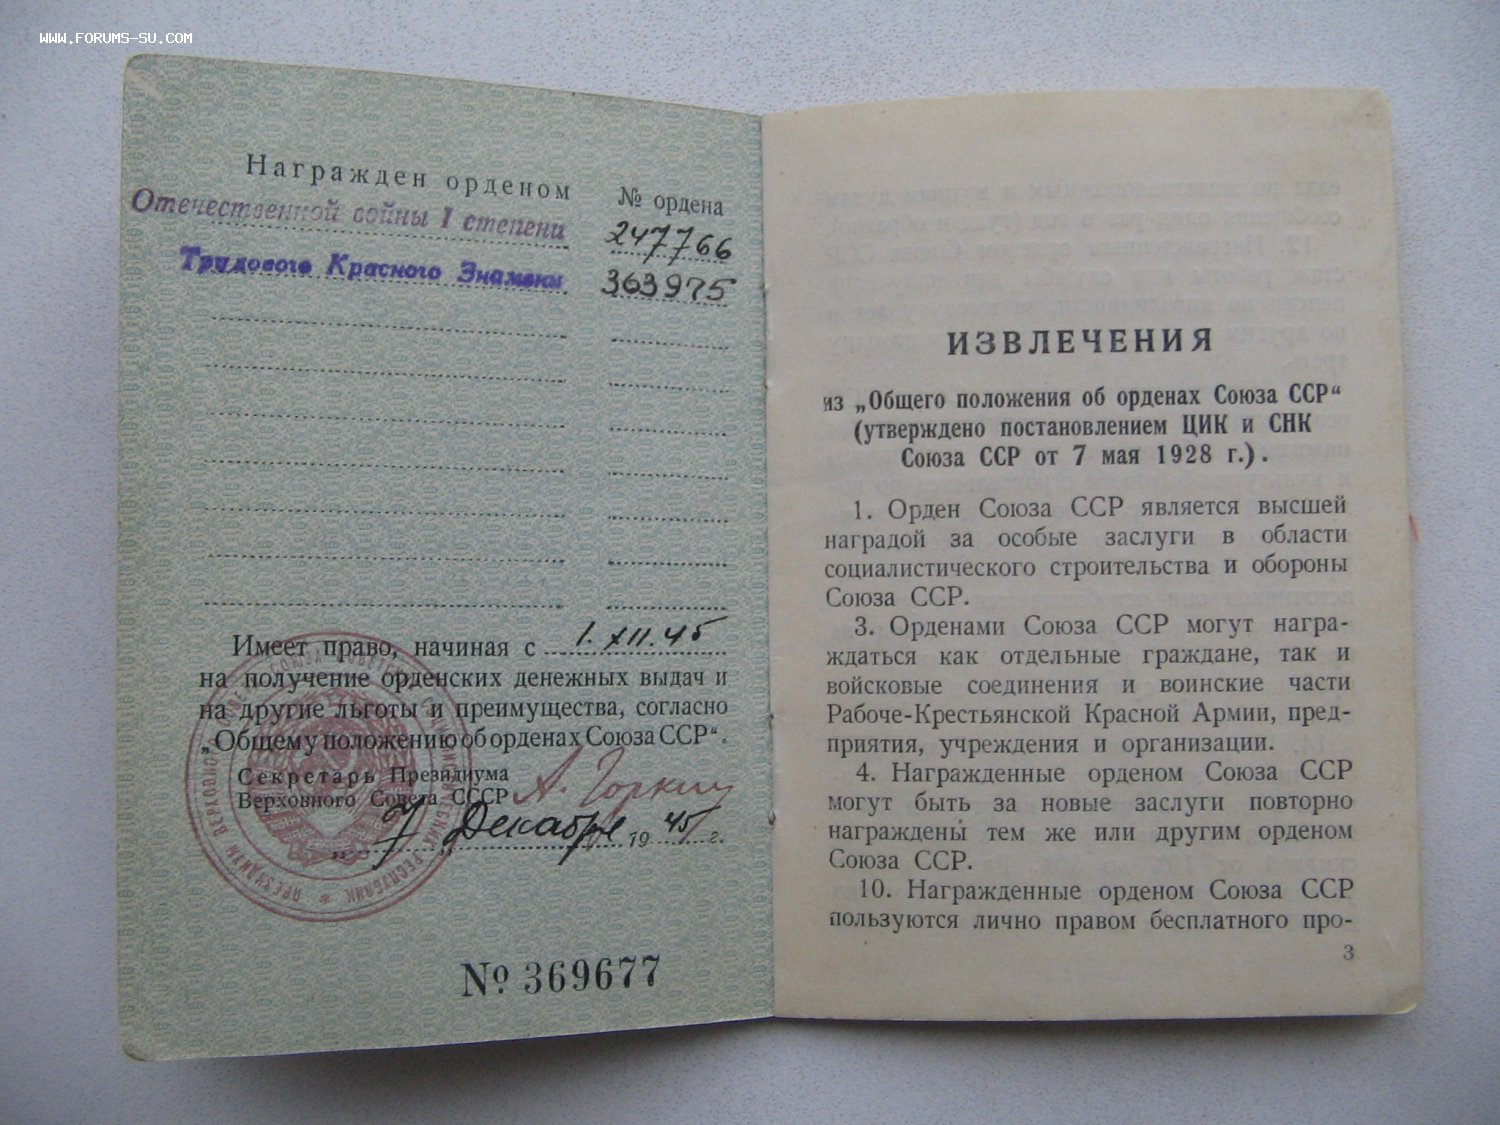 www.forums-su.com
Награжден орденом № ордена
Отечественной войны I степени 247766
Трудового Красного Знамени 363975
Имеет право, начиная с 1.XII.45
на получение орденских денежных выдач и
на другие льготы и преимущества, согласно
„Общему положению об орденах Союза ССР“.
Секретарь Президиума
Верховного Совета СССР А. Горкин
„7„ Декабря 1945 г.
ПРЕЗИДИУМ ВЕРХОВНОГО СОВЕТА СОЮЗА СОВЕТСКИХ СОЦИАЛИСТИЧЕСКИХ РЕСПУБЛИК
№ 369677
ИЗВЛЕЧЕНИЯ
из „Общего положения об орденах Союза ССР“
(утверждено постановлением ЦИК и СНК
Союза ССР от 7 мая 1928 г.).
1. Орден Союза ССР является высшей
наградой за особые заслуги в области
социалистического строительства и обороны
Союза ССР.
3. Орденами Союза ССР могут награ-
ждаться как отдельные граждане, так и
войсковые соединения и воинские части
Рабоче-Крестьянской Красной Армии, пред-
приятия, учреждения и организации.
4. Награжденные орденом Союза ССР
могут быть за новые заслуги повторно
награждены тем же или другим орденом
Союза ССР.
10. Награжденные орденом Союза ССР
пользуются лично правом бесплатного про-
3